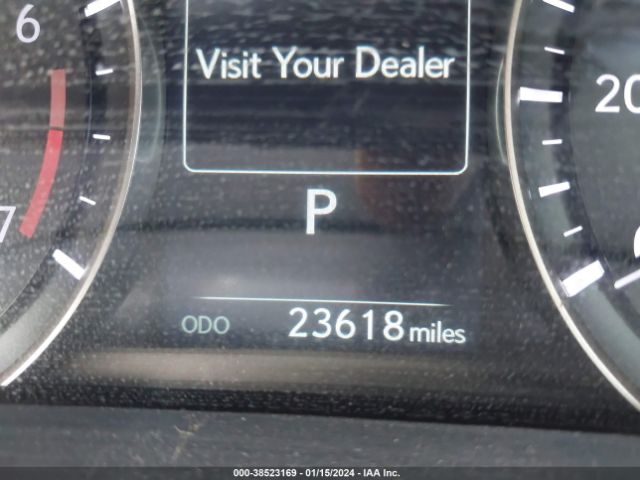 6
Visit Your Dealer
20
P
7
ODO 23618 miles
000-38523169 - 01/15/2024 - IAA Inc.